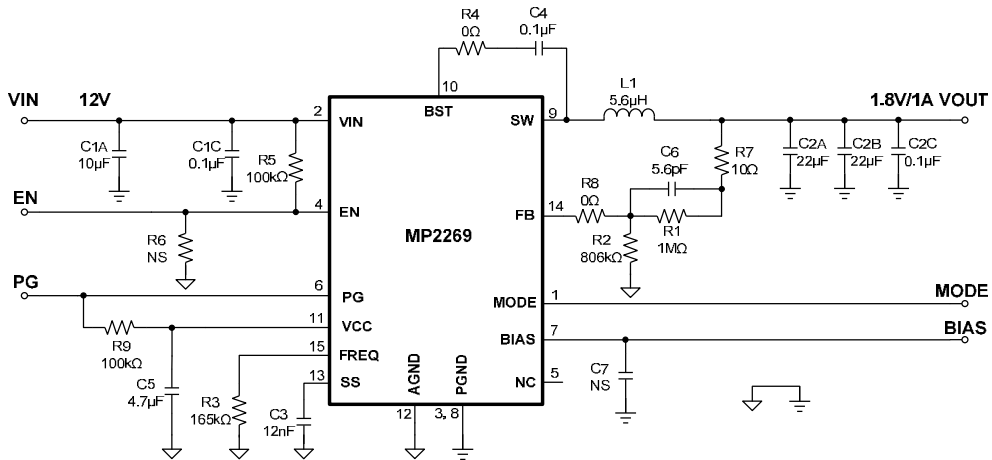 R4
0Ω
C4
0.1µF
10
BST
VIN
12V
2
VIN
SW
9
L1
5.6µH
1.8V/1A VOUT
C1A
10µF
C1C
0.1µF
R5
100kΩ
C6
5.6pF
R7
10Ω
C2A
22µF
C2B
22µF
C2C
0.1µF
EN
4
EN
R6
NS
MP2269
FB
14
R8
0Ω
R2
806kΩ
R1
1MΩ
PG
6
PG
MODE
1
MODE
11
VCC
BIAS
7
BIAS
R9
100kΩ
15
FREQ
C5
4.7µF
R3
165kΩ
13
SS
C3
12nF
AGND
PGND
12
3, 8
NC
5
C7
NS